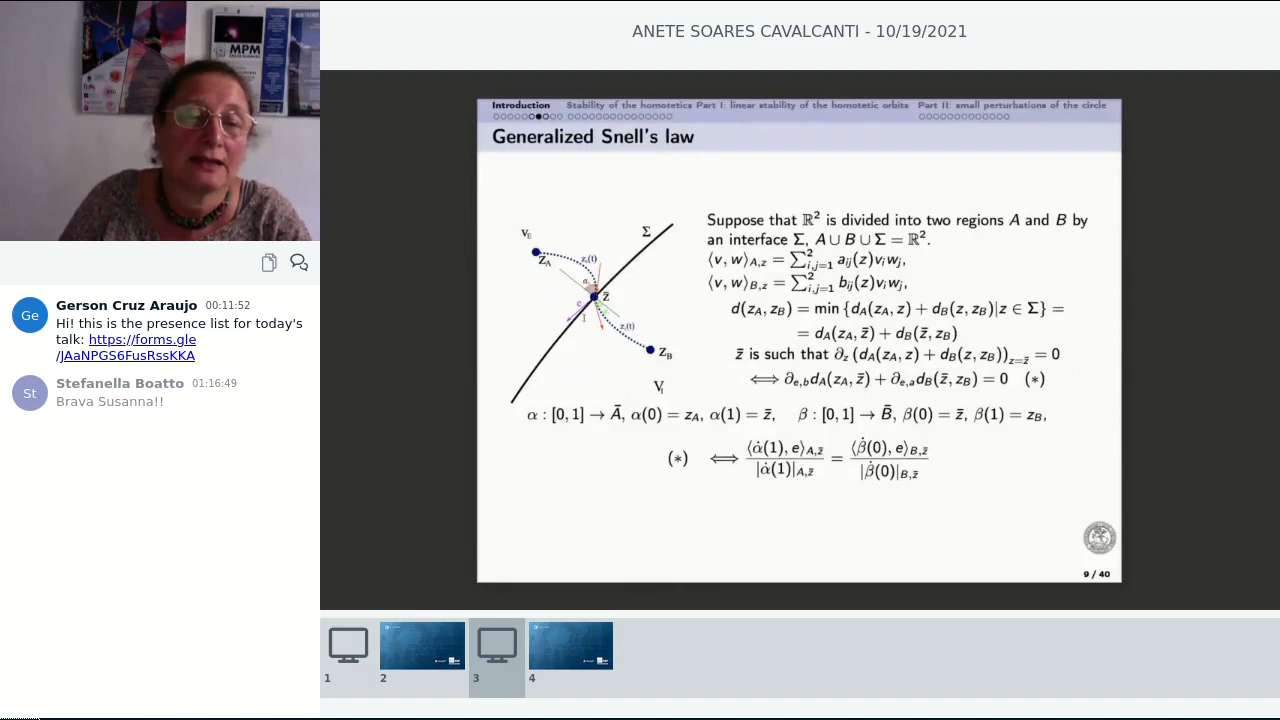 MPM
ANETE SOARES CAVALCANTI - 10/19/2021
Ge
Gerson Cruz Araujo 00:11:52
Hi! this is the presence list for today's
talk: https://forms.gle
/JAaNPGS6FusRssKKA
St
Stefanella Boatto 01:16:49
Brava Susanna!!
Introduction Stability of the homotetics Part I: linear stability of the homotetic orbits Part II: small perturbations of the circle
Generalized Snell's law
Suppose that ℝ² is divided into two regions A and B by
an interface Σ, A ∪ B ∪ Σ = ℝ².
⟨v, w⟩_{A,z} = ∑²_{i,j=1} a_{ij}(z)v_i w_j,
⟨v, w⟩_{B,z} = ∑²_{i,j=1} b_{ij}(z)v_i w_j,
d(z_A, z_B) = min {d_A(z_A, z) + d_B(z, z_B)|z ∈ Σ} =
= d_A(z_A, z̄) + d_B(z̄, z_B)
z̄ is such that ∂_z (d_A(z_A, z) + d_B(z, z_B))_{z=z̄} = 0
⟺ ∂_{e,b}d_A(z_A, z̄) + ∂_{e,a}d_B(z̄, z_B) = 0 (∗)
V_E
Σ
z_A
z_E(t)
α
z̄
e
z_I(t)
z_B
V_I
α : [0, 1] → Ā, α(0) = z_A, α(1) = z̄, β : [0, 1] → B̄, β(0) = z̄, β(1) = z_B,
(∗) ⟺ ⟨α̇(1), e⟩_{A,z̄} / |α̇(1)|_{A,z̄} = ⟨β̇(0), e⟩_{B,z̄} / |β̇(0)|_{B,z̄}
9 / 40
1
2
3
4